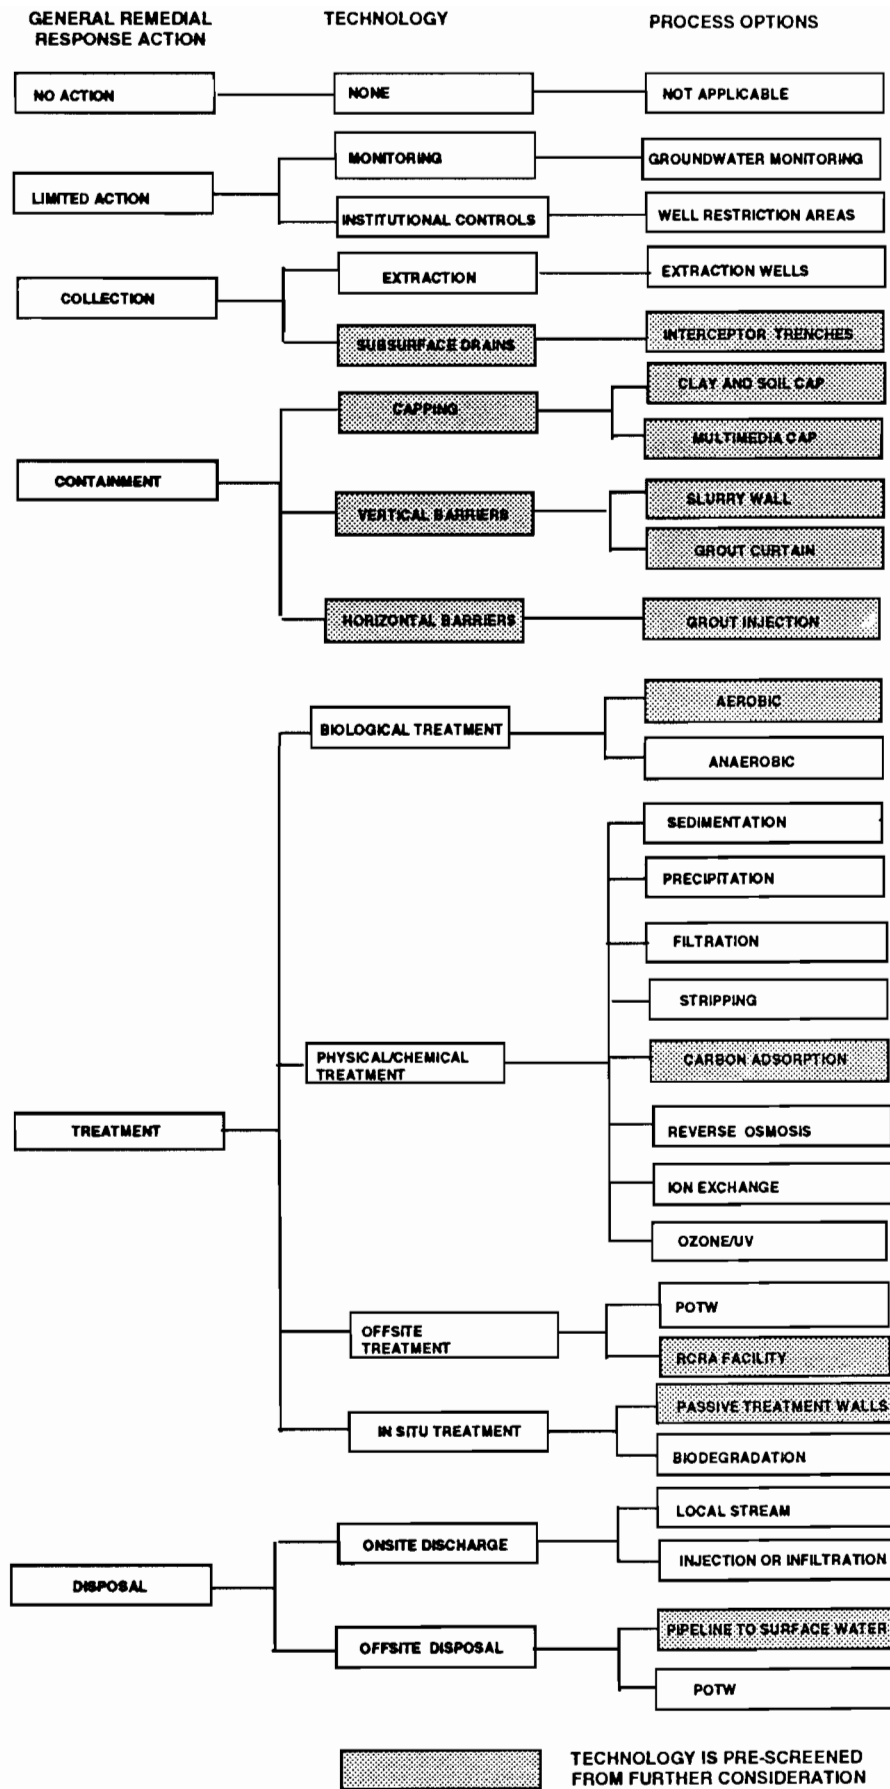 GENERAL REMEDIAL
RESPONSE ACTION
TECHNOLOGY
PROCESS OPTIONS
NO ACTION
NONE
NOT APPLICABLE
LIMITED ACTION
MONITORING
GROUNDWATER MONITORING
INSTITUTIONAL CONTROLS
WELL RESTRICTION AREAS
COLLECTION
EXTRACTION
EXTRACTION WELLS
SUBSURFACE DRAINS
INTERCEPTOR TRENCHES
CONTAINMENT
CAPPING
CLAY AND SOIL CAP
MULTIMEDIA CAP
VERTICAL BARRIERS
SLURRY WALL
GROUT CURTAIN
HORIZONTAL BARRIERS
GROUT INJECTION
TREATMENT
BIOLOGICAL TREATMENT
AEROBIC
ANAEROBIC
PHYSICAL/CHEMICAL
TREATMENT
SEDIMENTATION
PRECIPITATION
FILTRATION
STRIPPING
CARBON ADSORPTION
REVERSE OSMOSIS
ION EXCHANGE
OZONE/UV
OFFSITE
TREATMENT
POTW
RCRA FACILITY
IN SITU TREATMENT
PASSIVE TREATMENT WALLS
BIODEGRADATION
DISPOSAL
ONSITE DISCHARGE
LOCAL STREAM
INJECTION OR INFILTRATION
OFFSITE DISPOSAL
PIPELINE TO SURFACE WATER
POTW
TECHNOLOGY IS PRE-SCREENED
FROM FURTHER CONSIDERATION